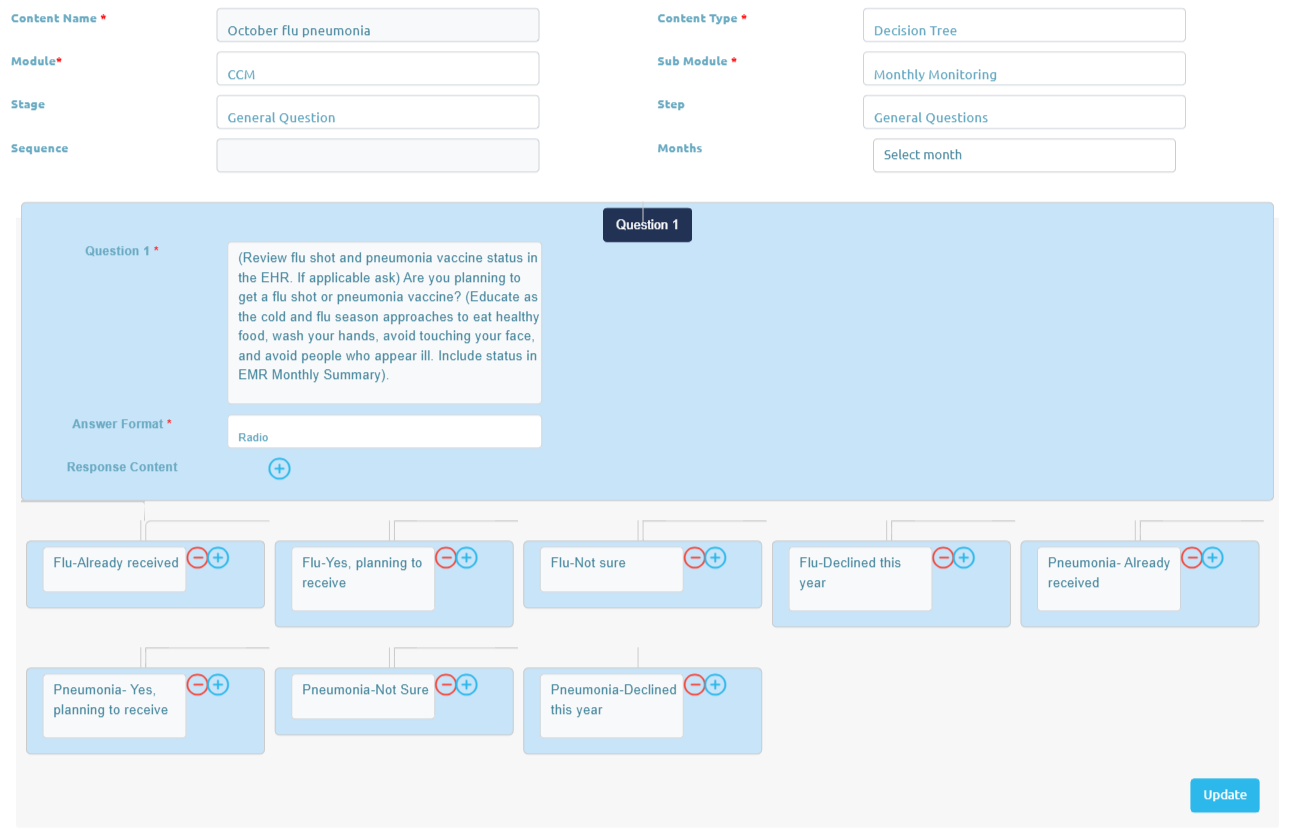 Content Name *
October flu pneumonia
Content Type *
Decision Tree
Module*
CCM
Sub Module *
Monthly Monitoring
Stage
General Question
Step
General Questions
Sequence
Months
Select month
Question 1
Question 1 *
(Review flu shot and pneumonia vaccine status in
the EHR. If applicable ask) Are you planning to
get a flu shot or pneumonia vaccine? (Educate as
the cold and flu season approaches to eat healthy
food, wash your hands, avoid touching your face,
and avoid people who appear ill. Include status in
EMR Monthly Summary).
Answer Format *
Radio
Response Content
Flu-Already received
Flu-Yes, planning to
receive
Flu-Not sure
Flu-Declined this
year
Pneumonia- Already
received
Pneumonia- Yes,
planning to receive
Pneumonia-Not Sure
Pneumonia-Declined
this year
Update